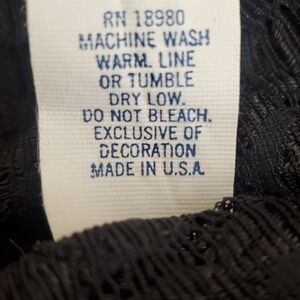 RN 18980
MACHINE WASH
WARM. LINE
OR TUMBLE
DRY LOW.
DO NOT BLEACH.
EXCLUSIVE OF
DECORATION
MADE IN U.S.A.